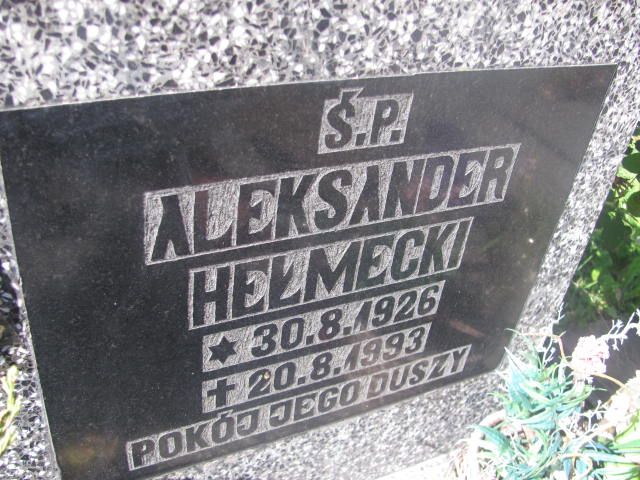 Ś.P.
ALEKSANDER
HEŁMECKI
★ 30.8.1926
✝ 20.8.1993
POKÓJ JEGO DUSZY